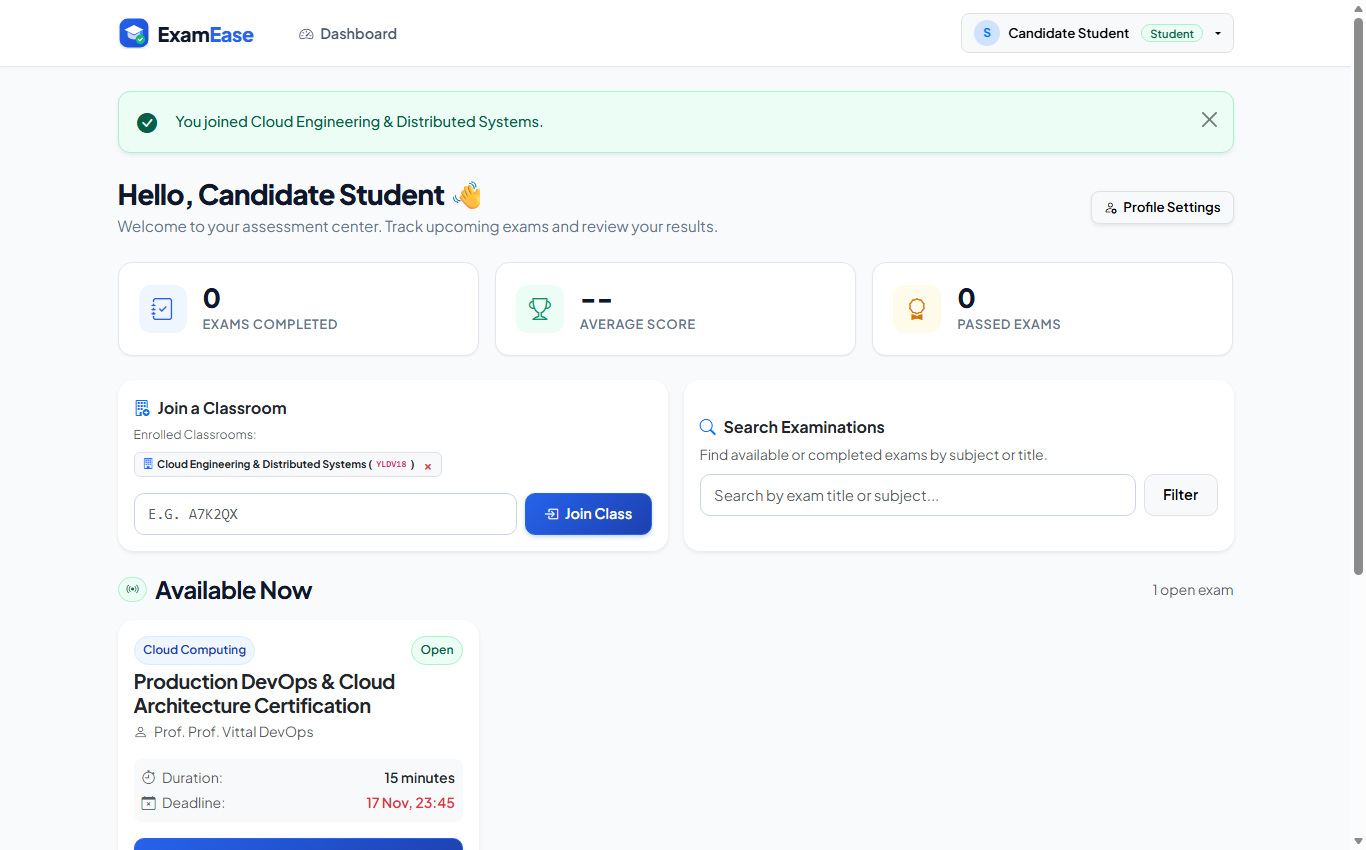 ExamEase
Dashboard
S Candidate Student Student
You joined Cloud Engineering & Distributed Systems.
Hello, Candidate Student 👋
Welcome to your assessment center. Track upcoming exams and review your results.
Profile Settings
0
EXAMS COMPLETED
--
AVERAGE SCORE
0
PASSED EXAMS
Join a Classroom
Enrolled Classrooms:
Cloud Engineering & Distributed Systems ( YLDV18 ) ×
E.G. A7K2QX
Join Class
Search Examinations
Find available or completed exams by subject or title.
Search by exam title or subject...
Filter
Available Now
1 open exam
Cloud Computing
Open
Production DevOps & Cloud
Architecture Certification
Prof. Prof. Vittal DevOps
Duration: 15 minutes
Deadline: 17 Nov, 23:45